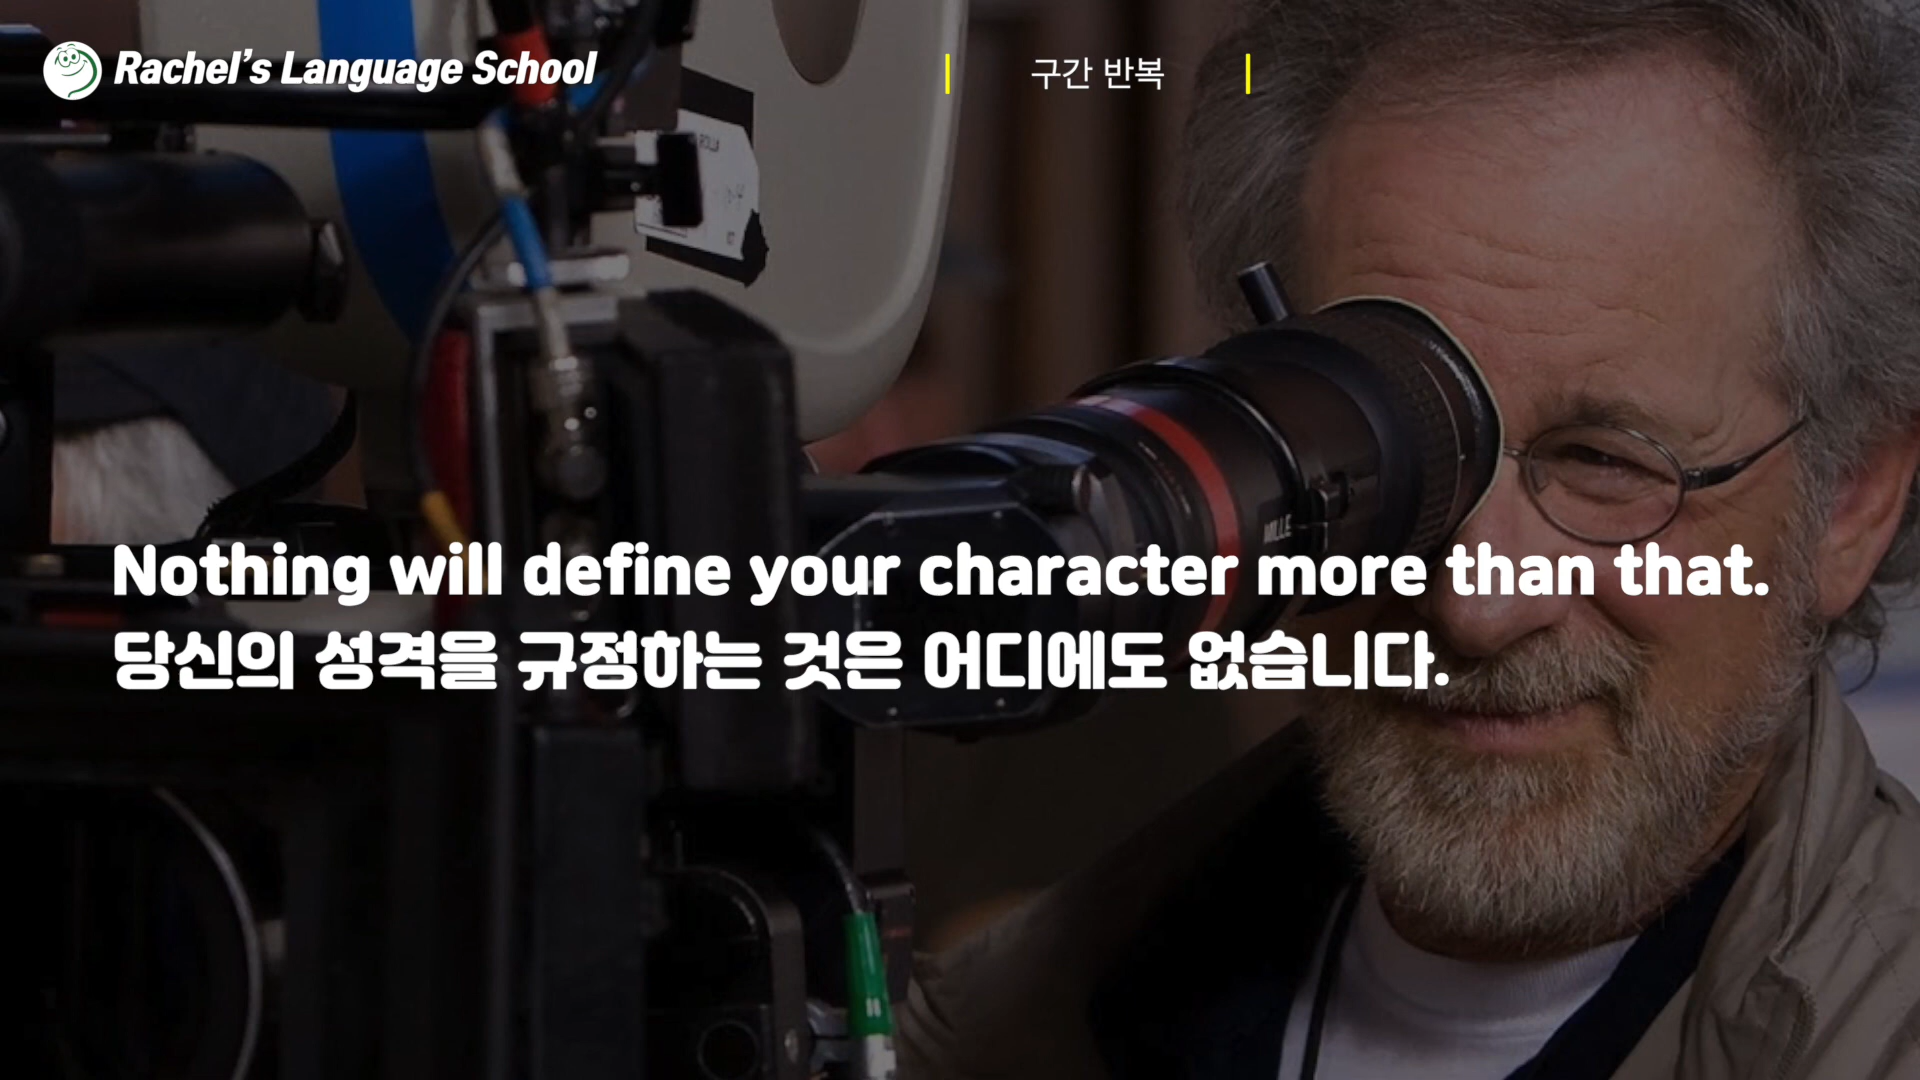 Rachel's Language School
구간 반복
MILLE
Nothing will define your character more than that.
당신의 성격을 규정하는 것은 어디에도 없습니다.